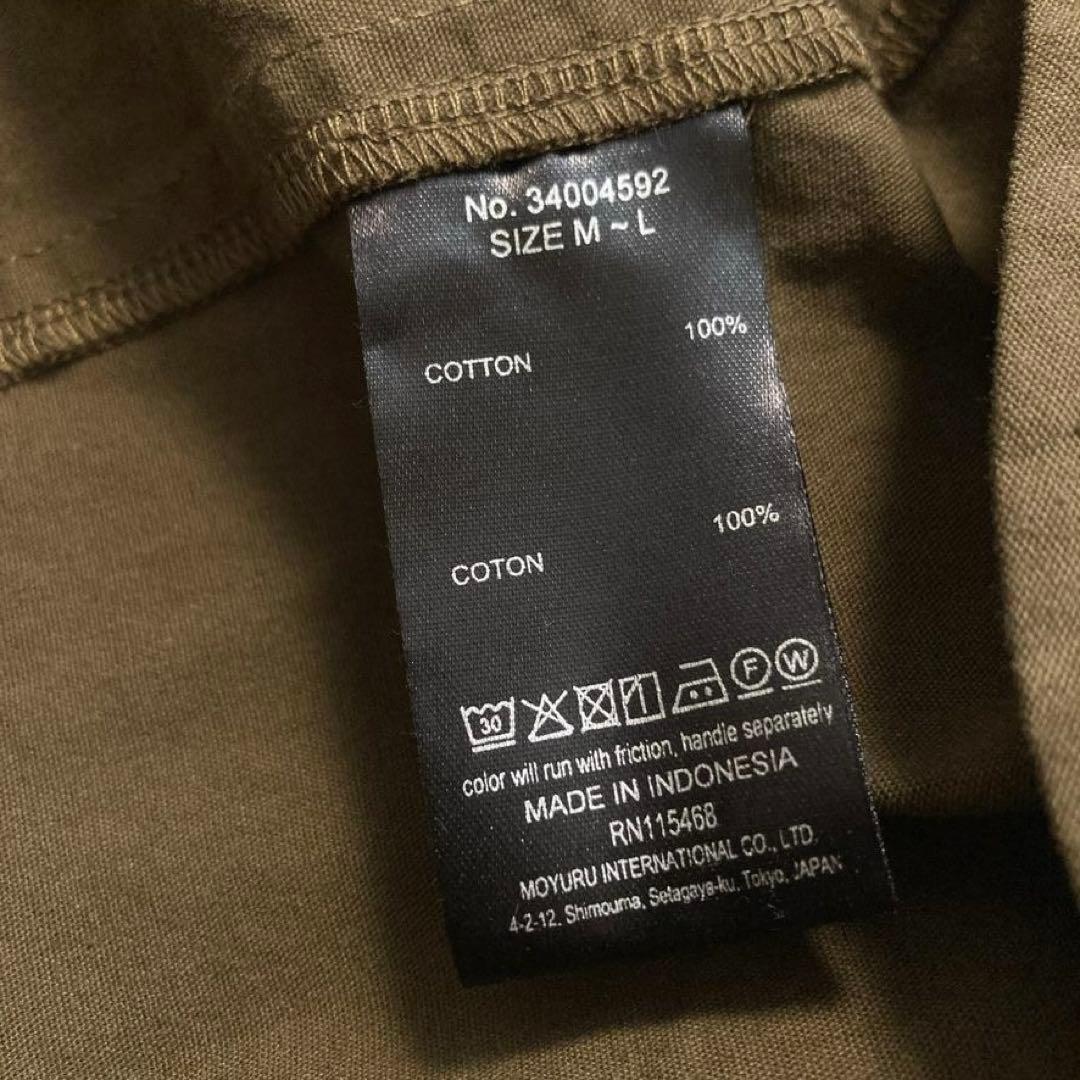 No. 34004592
SIZE M ~ L
COTTON 100%
COTON 100%
30 F W
color will run with friction, handle separately
MADE IN INDONESIA
RN115468
MOYURU INTERNATIONAL CO., LTD.
4-2-12, Shimouma, Setagaya-ku, Tokyo, JAPAN